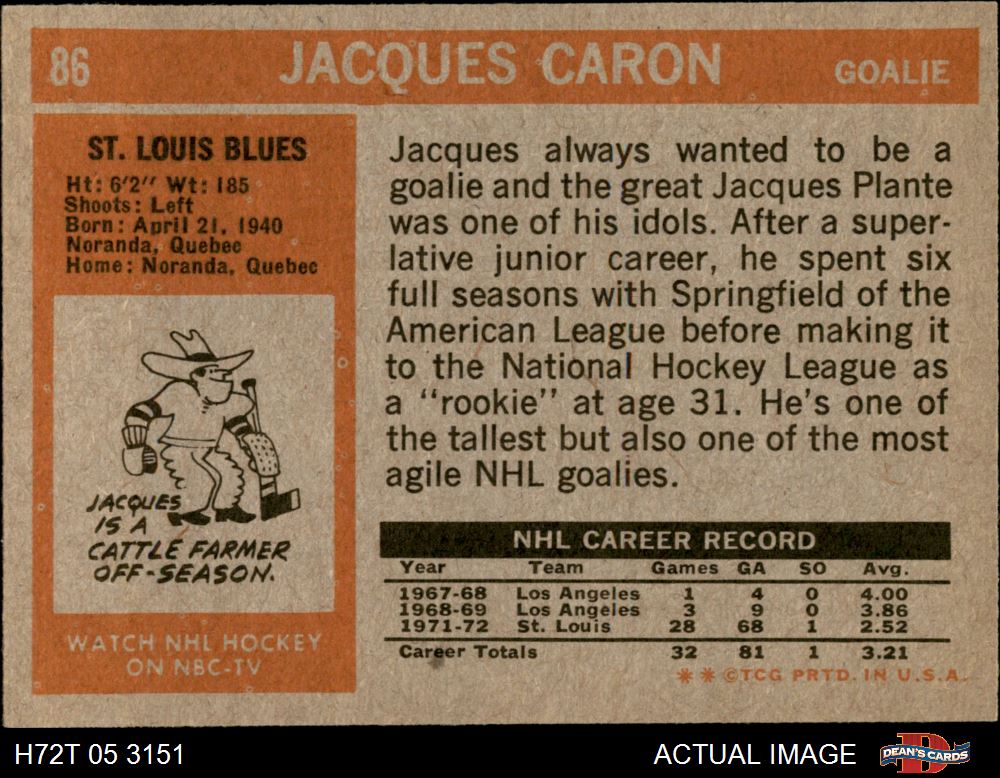 86 JACQUES CARON GOALIE
ST. LOUIS BLUES
Ht: 6'2" Wt: 185
Shoots: Left
Born: April 21, 1940
Noranda, Quebec
Home: Noranda, Quebec
JACQUES
IS A
CATTLE FARMER
OFF-SEASON.
WATCH NHL HOCKEY
ON NBC-TV
Jacques always wanted to be a
goalie and the great Jacques Plante
was one of his idols. After a super-
lative junior career, he spent six
full seasons with Springfield of the
American League before making it
to the National Hockey League as
a "rookie" at age 31. He's one of
the tallest but also one of the most
agile NHL goalies.
NHL CAREER RECORD
Year Team Games GA SO Avg.
1967-68 Los Angeles 1 4 0 4.00
1968-69 Los Angeles 3 9 0 3.86
1971-72 St. Louis 28 68 1 2.52
Career Totals 32 81 1 3.21
* * ©TCG PRTD. IN U.S.A.
H72T 05 3151 ACTUAL IMAGE DEAN'S CARDS